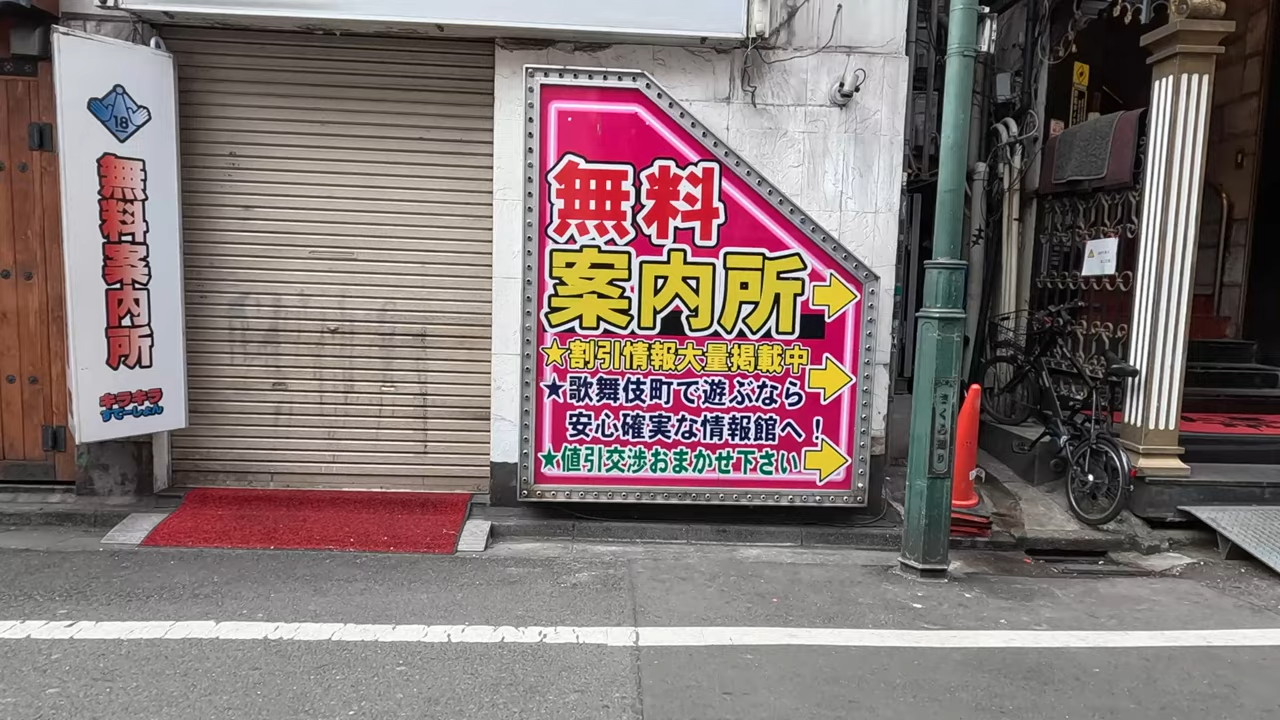 18
無料案内所
キラキラ
すてーしょん
無料
案内所
★割引情報大量掲載中
★歌舞伎町で遊ぶなら
安心確実な情報館へ！
★値引交渉おまかせ下さい
さくら通り